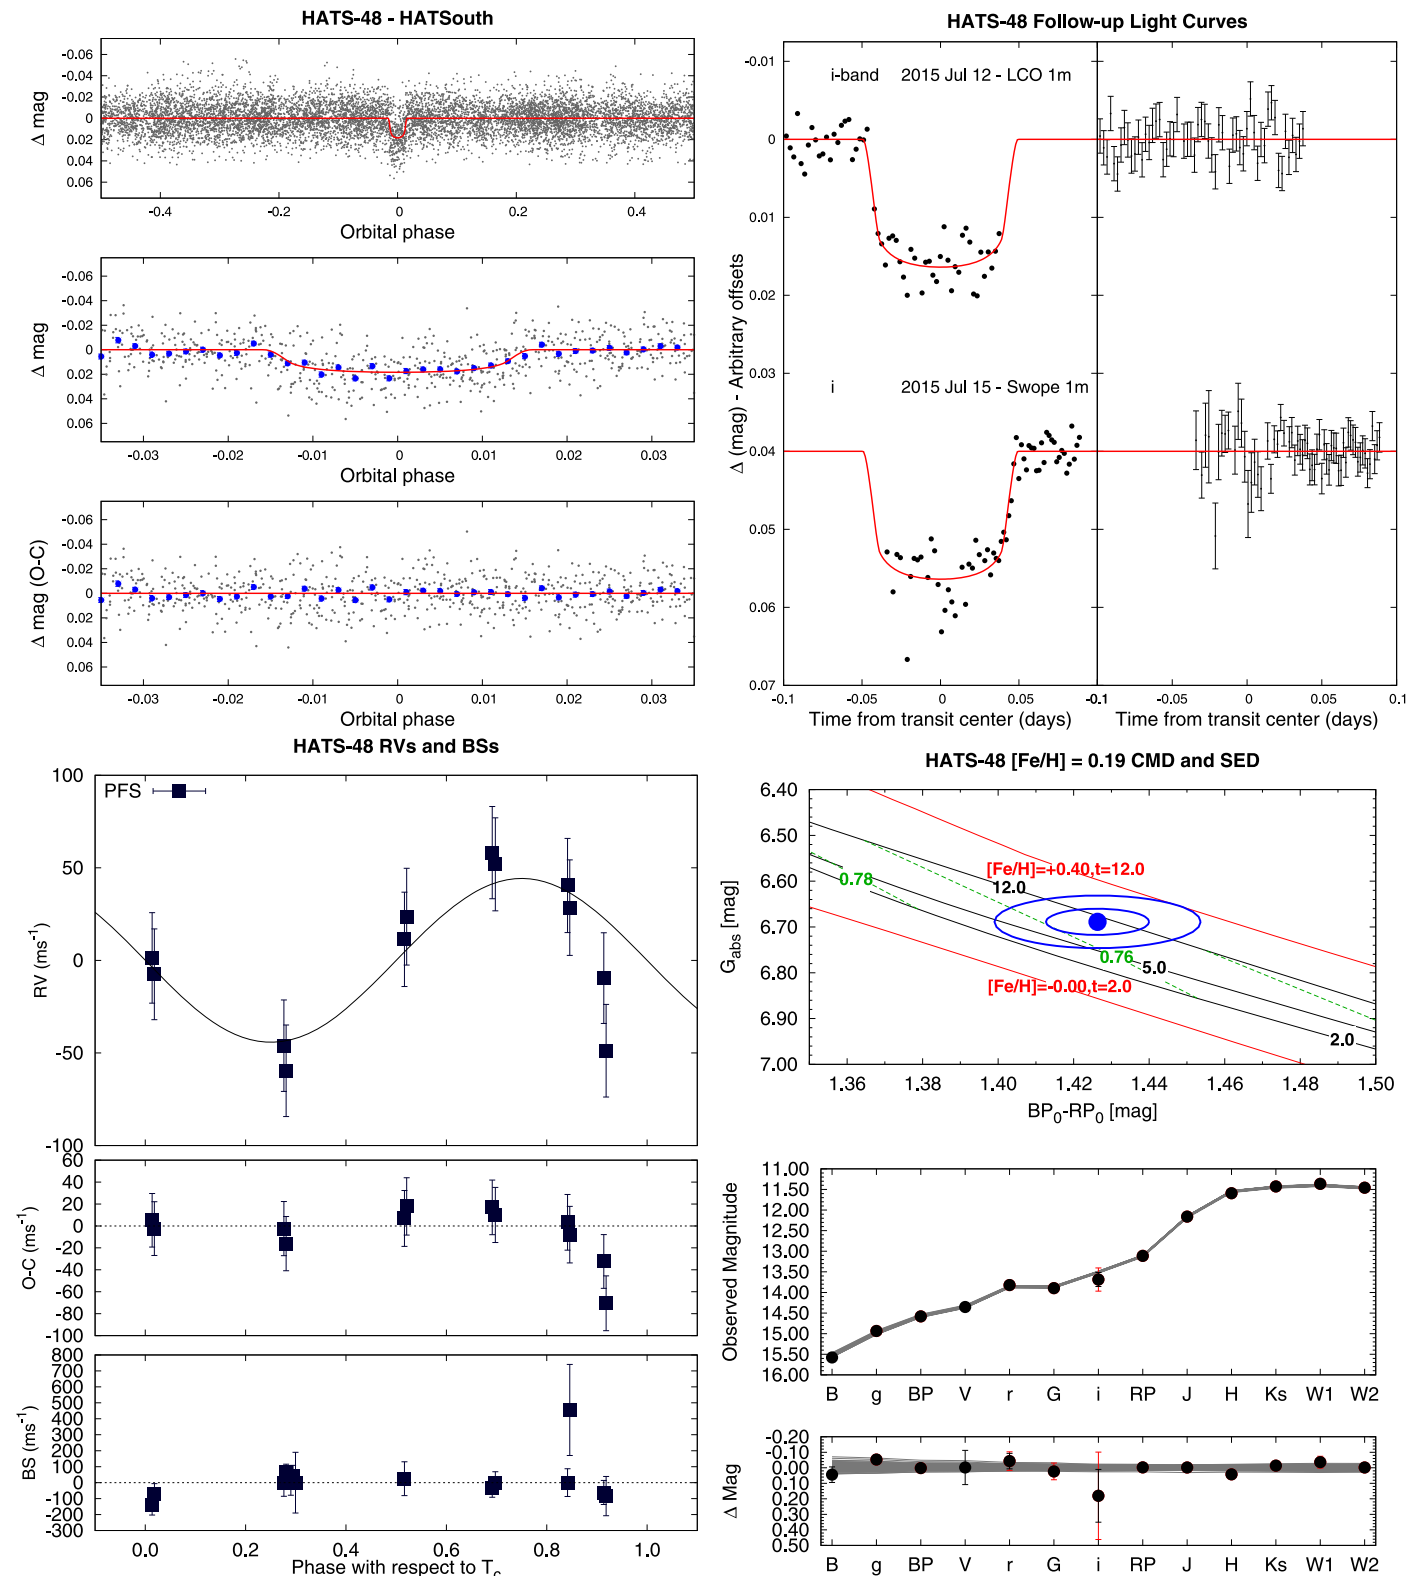 HATS-48 - HATSouth
-0.06
-0.04
-0.02
0
0.02
0.04
0.06
Δ mag
-0.4 -0.2 0 0.2 0.4
Orbital phase
-0.06
-0.04
-0.02
0
0.02
0.04
0.06
Δ mag
-0.03 -0.02 -0.01 0 0.01 0.02 0.03
Orbital phase
-0.06
-0.04
-0.02
0
0.02
0.04
0.06
Δ mag (O-C)
-0.03 -0.02 -0.01 0 0.01 0.02 0.03
Orbital phase
HATS-48 Follow-up Light Curves
i-band 2015 Jul 12 - LCO 1m
i 2015 Jul 15 - Swope 1m
-0.01
0
0.01
0.02
0.03
0.04
0.05
0.06
0.07
Δ (mag) - Arbitrary offsets
-0.1 -0.05 0 0.05 -0.1 -0.05 0 0.05 0.1
Time from transit center (days) Time from transit center (days)
HATS-48 RVs and BSs
PFS
100
50
0
-50
-100
RV (ms-1)
60
40
20
0
-20
-40
-60
-80
-100
O-C (ms-1)
800
700
600
500
400
300
200
100
0
-100
-200
-300
BS (ms-1)
0.0 0.2 0.4 0.6 0.8 1.0
Phase with respect to Tc
HATS-48 [Fe/H] = 0.19 CMD and SED
6.40
6.50
6.60
6.70
6.80
6.90
7.00
Gabs [mag]
[Fe/H]=+0.40,t=12.0
0.78
12.0
0.76
5.0
[Fe/H]=-0.00,t=2.0
2.0
1.36 1.38 1.40 1.42 1.44 1.46 1.48 1.50
BP0-RP0 [mag]
11.00
11.50
12.00
12.50
13.00
13.50
14.00
14.50
15.00
15.50
16.00
Observed Magnitude
B g BP V r G i RP J H Ks W1 W2
-0.20
-0.10
0.00
0.10
0.20
0.30
0.40
0.50
Δ Mag
B g BP V r G i RP J H Ks W1 W2